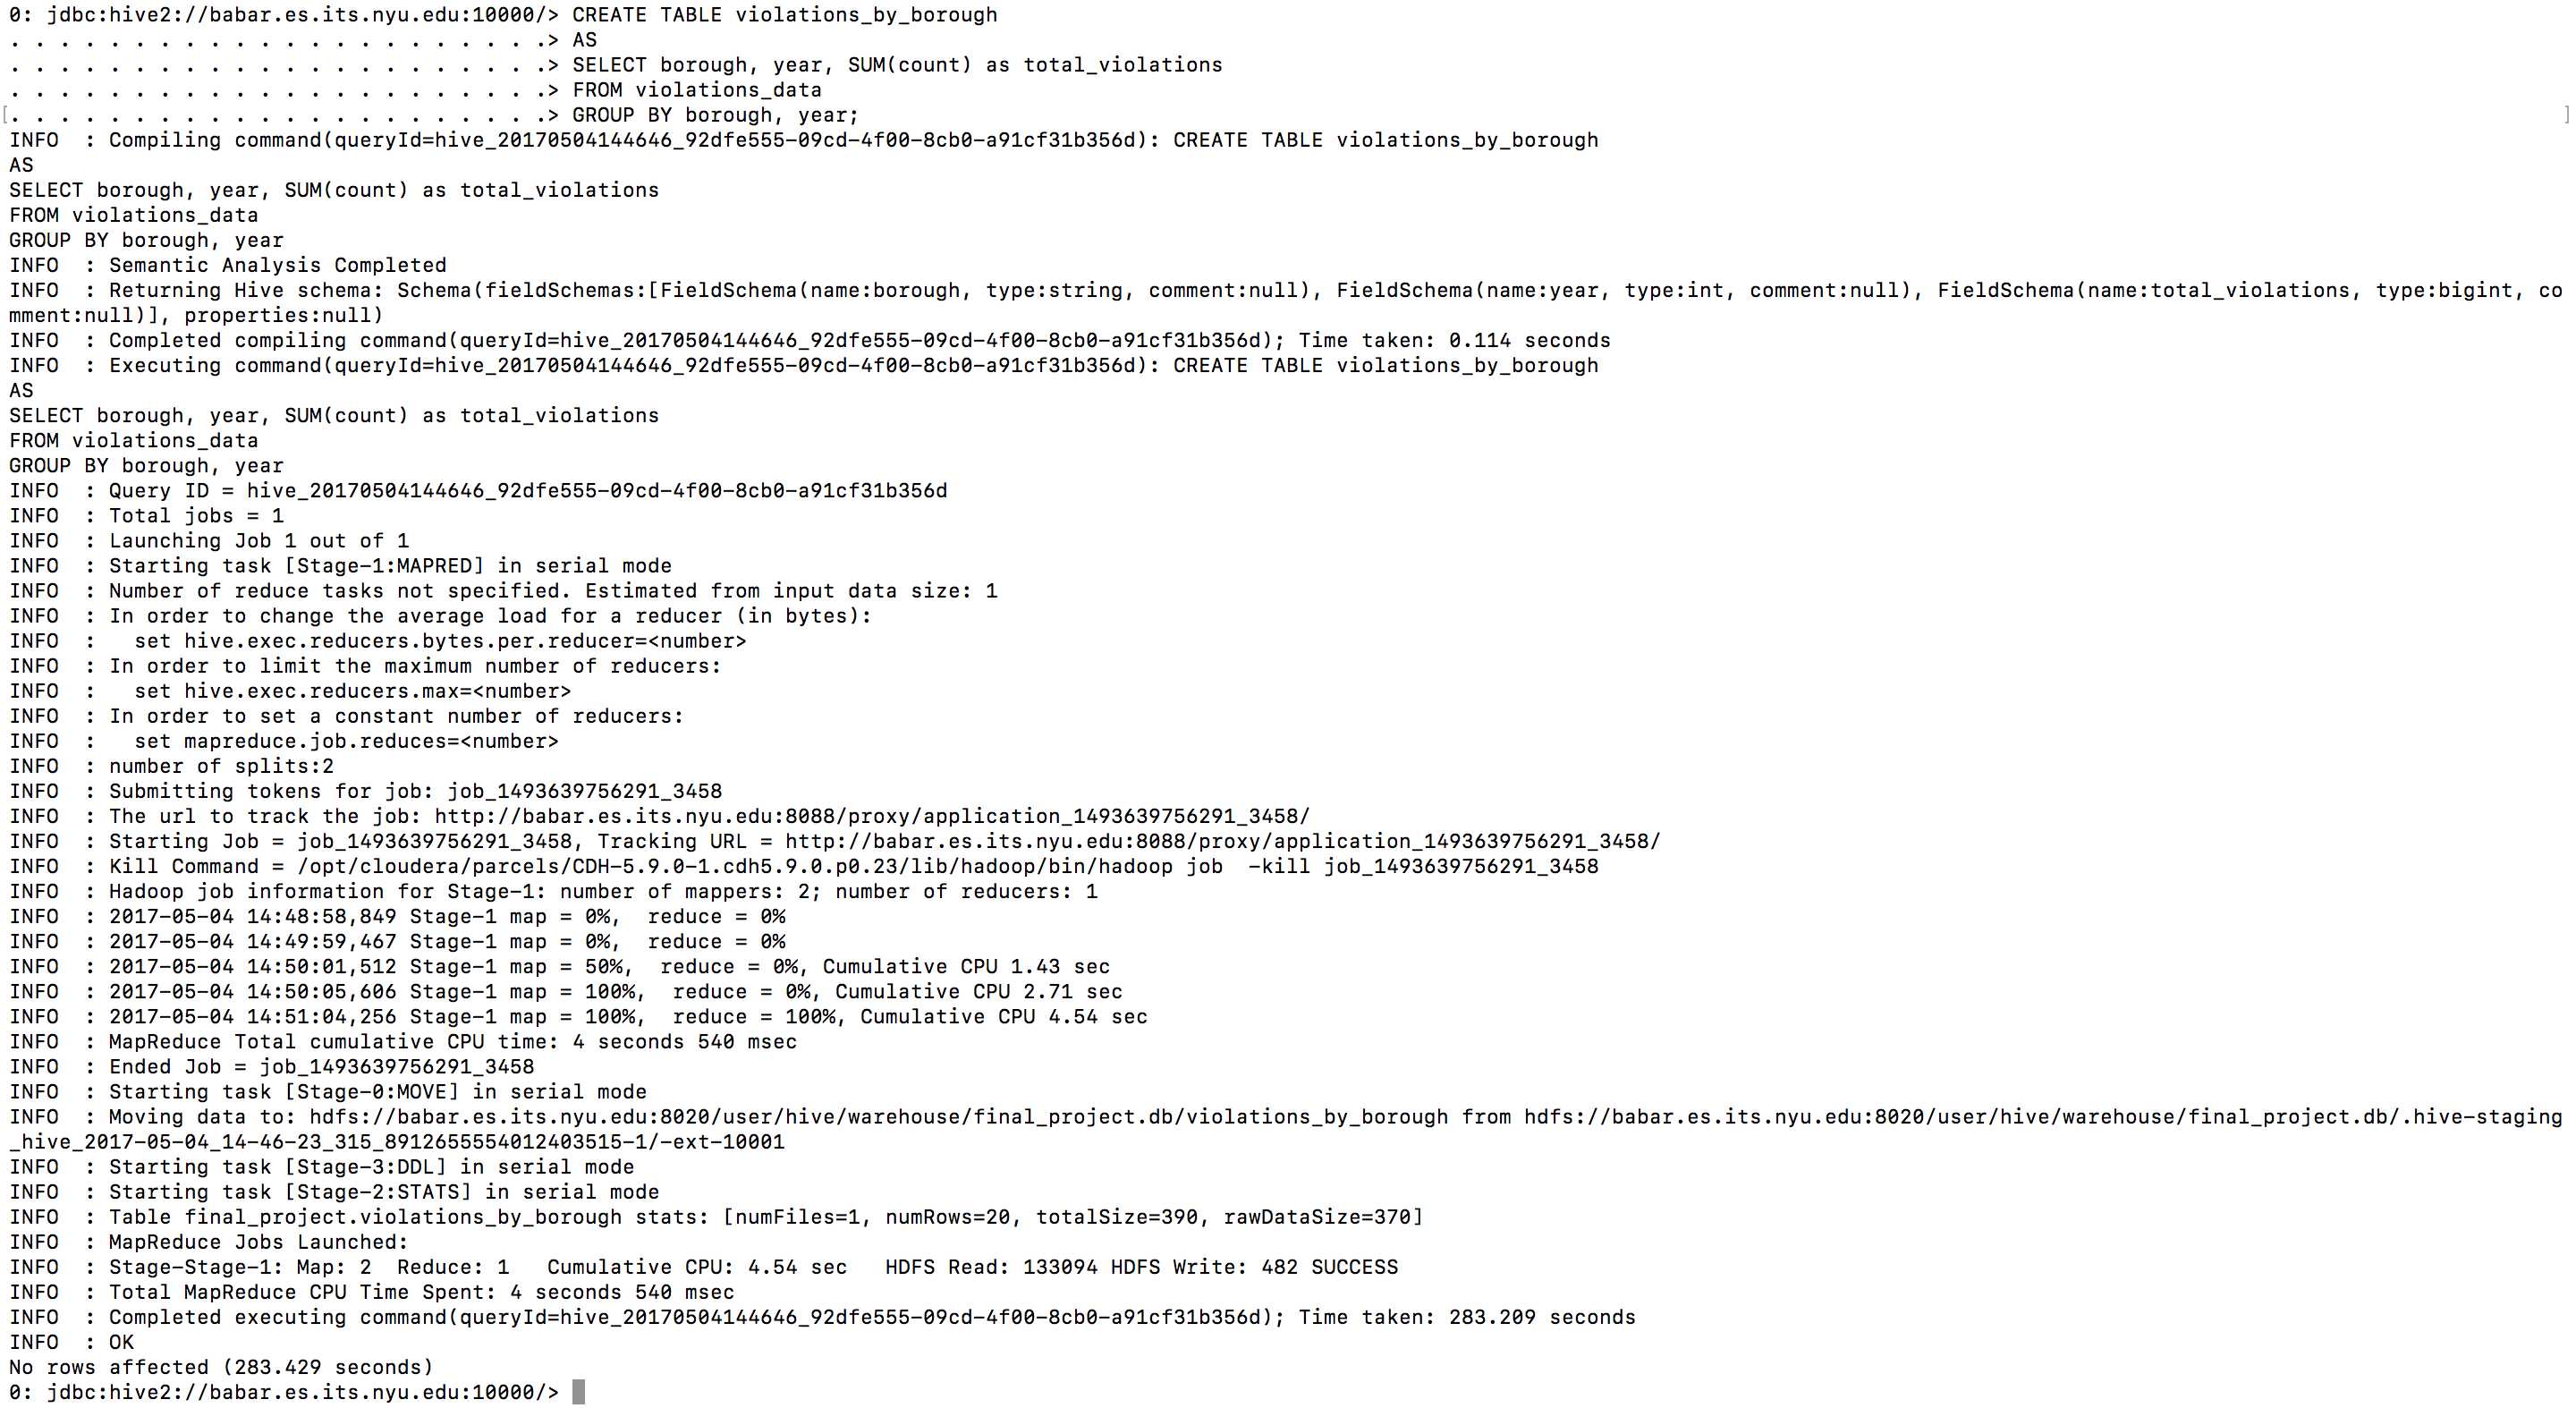 0: jdbc:hive2://babar.es.its.nyu.edu:10000/> CREATE TABLE violations_by_borough
. . . . . . . . . . . . . . . . . . . . . .> AS
. . . . . . . . . . . . . . . . . . . . . .> SELECT borough, year, SUM(count) as total_violations
. . . . . . . . . . . . . . . . . . . . . .> FROM violations_data
[. . . . . . . . . . . . . . . . . . . . . .> GROUP BY borough, year; ]
INFO  : Compiling command(queryId=hive_20170504144646_92dfe555-09cd-4f00-8cb0-a91cf31b356d): CREATE TABLE violations_by_borough
AS
SELECT borough, year, SUM(count) as total_violations
FROM violations_data
GROUP BY borough, year
INFO  : Semantic Analysis Completed
INFO  : Returning Hive schema: Schema(fieldSchemas:[FieldSchema(name:borough, type:string, comment:null), FieldSchema(name:year, type:int, comment:null), FieldSchema(name:total_violations, type:bigint, co
mment:null)], properties:null)
INFO  : Completed compiling command(queryId=hive_20170504144646_92dfe555-09cd-4f00-8cb0-a91cf31b356d); Time taken: 0.114 seconds
INFO  : Executing command(queryId=hive_20170504144646_92dfe555-09cd-4f00-8cb0-a91cf31b356d): CREATE TABLE violations_by_borough
AS
SELECT borough, year, SUM(count) as total_violations
FROM violations_data
GROUP BY borough, year
INFO  : Query ID = hive_20170504144646_92dfe555-09cd-4f00-8cb0-a91cf31b356d
INFO  : Total jobs = 1
INFO  : Launching Job 1 out of 1
INFO  : Starting task [Stage-1:MAPRED] in serial mode
INFO  : Number of reduce tasks not specified. Estimated from input data size: 1
INFO  : In order to change the average load for a reducer (in bytes):
INFO  :   set hive.exec.reducers.bytes.per.reducer=<number>
INFO  : In order to limit the maximum number of reducers:
INFO  :   set hive.exec.reducers.max=<number>
INFO  : In order to set a constant number of reducers:
INFO  :   set mapreduce.job.reduces=<number>
INFO  : number of splits:2
INFO  : Submitting tokens for job: job_1493639756291_3458
INFO  : The url to track the job: http://babar.es.its.nyu.edu:8088/proxy/application_1493639756291_3458/
INFO  : Starting Job = job_1493639756291_3458, Tracking URL = http://babar.es.its.nyu.edu:8088/proxy/application_1493639756291_3458/
INFO  : Kill Command = /opt/cloudera/parcels/CDH-5.9.0-1.cdh5.9.0.p0.23/lib/hadoop/bin/hadoop job  -kill job_1493639756291_3458
INFO  : Hadoop job information for Stage-1: number of mappers: 2; number of reducers: 1
INFO  : 2017-05-04 14:48:58,849 Stage-1 map = 0%,  reduce = 0%
INFO  : 2017-05-04 14:49:59,467 Stage-1 map = 0%,  reduce = 0%
INFO  : 2017-05-04 14:50:01,512 Stage-1 map = 50%,  reduce = 0%, Cumulative CPU 1.43 sec
INFO  : 2017-05-04 14:50:05,606 Stage-1 map = 100%,  reduce = 0%, Cumulative CPU 2.71 sec
INFO  : 2017-05-04 14:51:04,256 Stage-1 map = 100%,  reduce = 100%, Cumulative CPU 4.54 sec
INFO  : MapReduce Total cumulative CPU time: 4 seconds 540 msec
INFO  : Ended Job = job_1493639756291_3458
INFO  : Starting task [Stage-0:MOVE] in serial mode
INFO  : Moving data to: hdfs://babar.es.its.nyu.edu:8020/user/hive/warehouse/final_project.db/violations_by_borough from hdfs://babar.es.its.nyu.edu:8020/user/hive/warehouse/final_project.db/.hive-staging
_hive_2017-05-04_14-46-23_315_8912655554012403515-1/-ext-10001
INFO  : Starting task [Stage-3:DDL] in serial mode
INFO  : Starting task [Stage-2:STATS] in serial mode
INFO  : Table final_project.violations_by_borough stats: [numFiles=1, numRows=20, totalSize=390, rawDataSize=370]
INFO  : MapReduce Jobs Launched:
INFO  : Stage-Stage-1: Map: 2  Reduce: 1   Cumulative CPU: 4.54 sec   HDFS Read: 133094 HDFS Write: 482 SUCCESS
INFO  : Total MapReduce CPU Time Spent: 4 seconds 540 msec
INFO  : Completed executing command(queryId=hive_20170504144646_92dfe555-09cd-4f00-8cb0-a91cf31b356d); Time taken: 283.209 seconds
INFO  : OK
No rows affected (283.429 seconds)
0: jdbc:hive2://babar.es.its.nyu.edu:10000/>